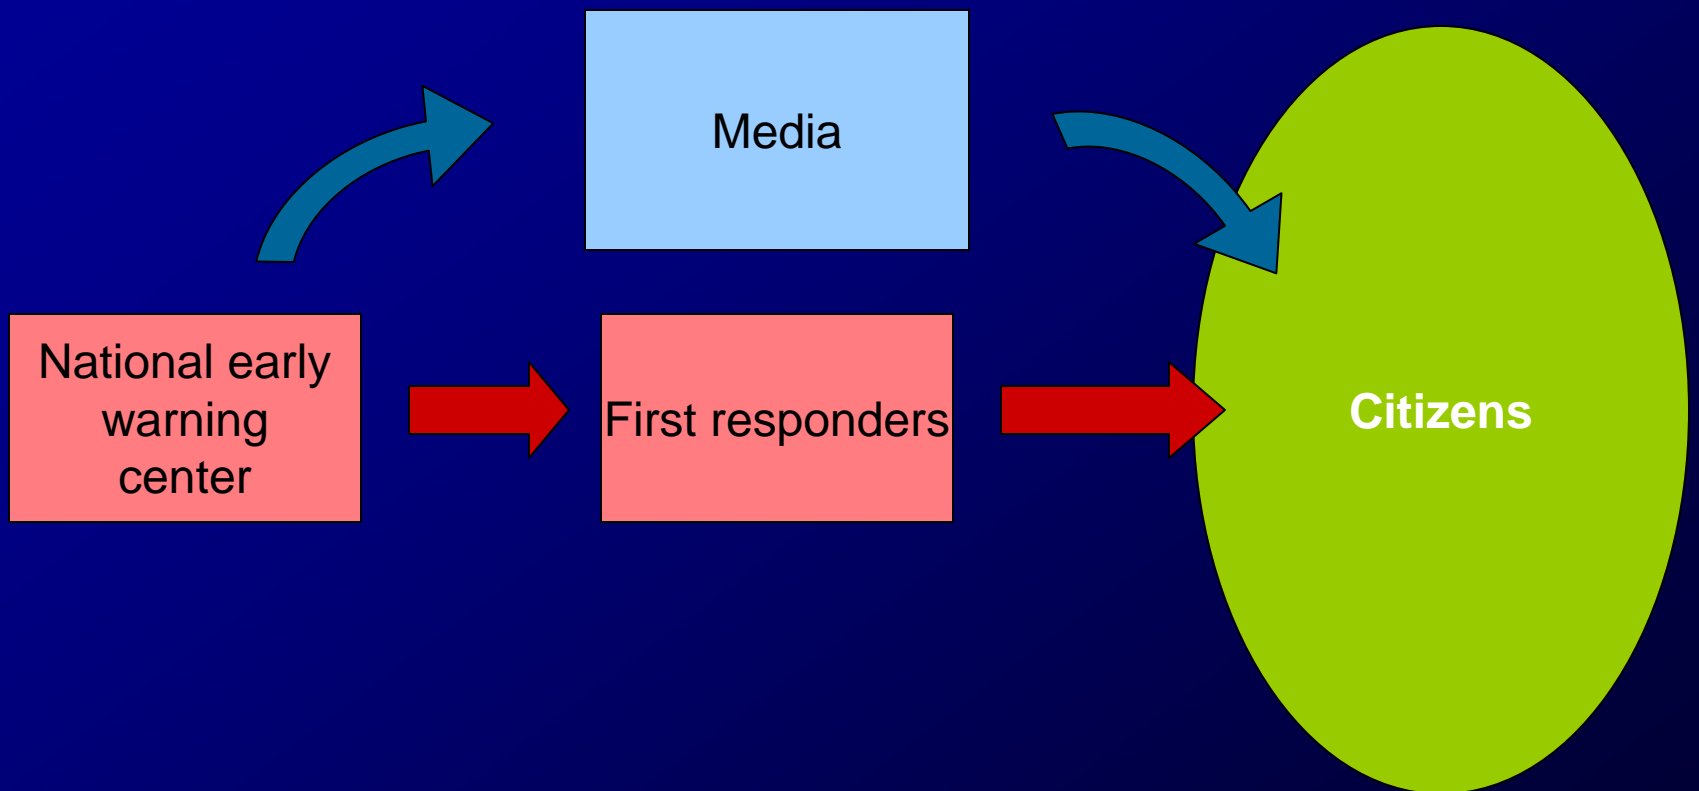 Media
National early
warning
center
First responders
Citizens